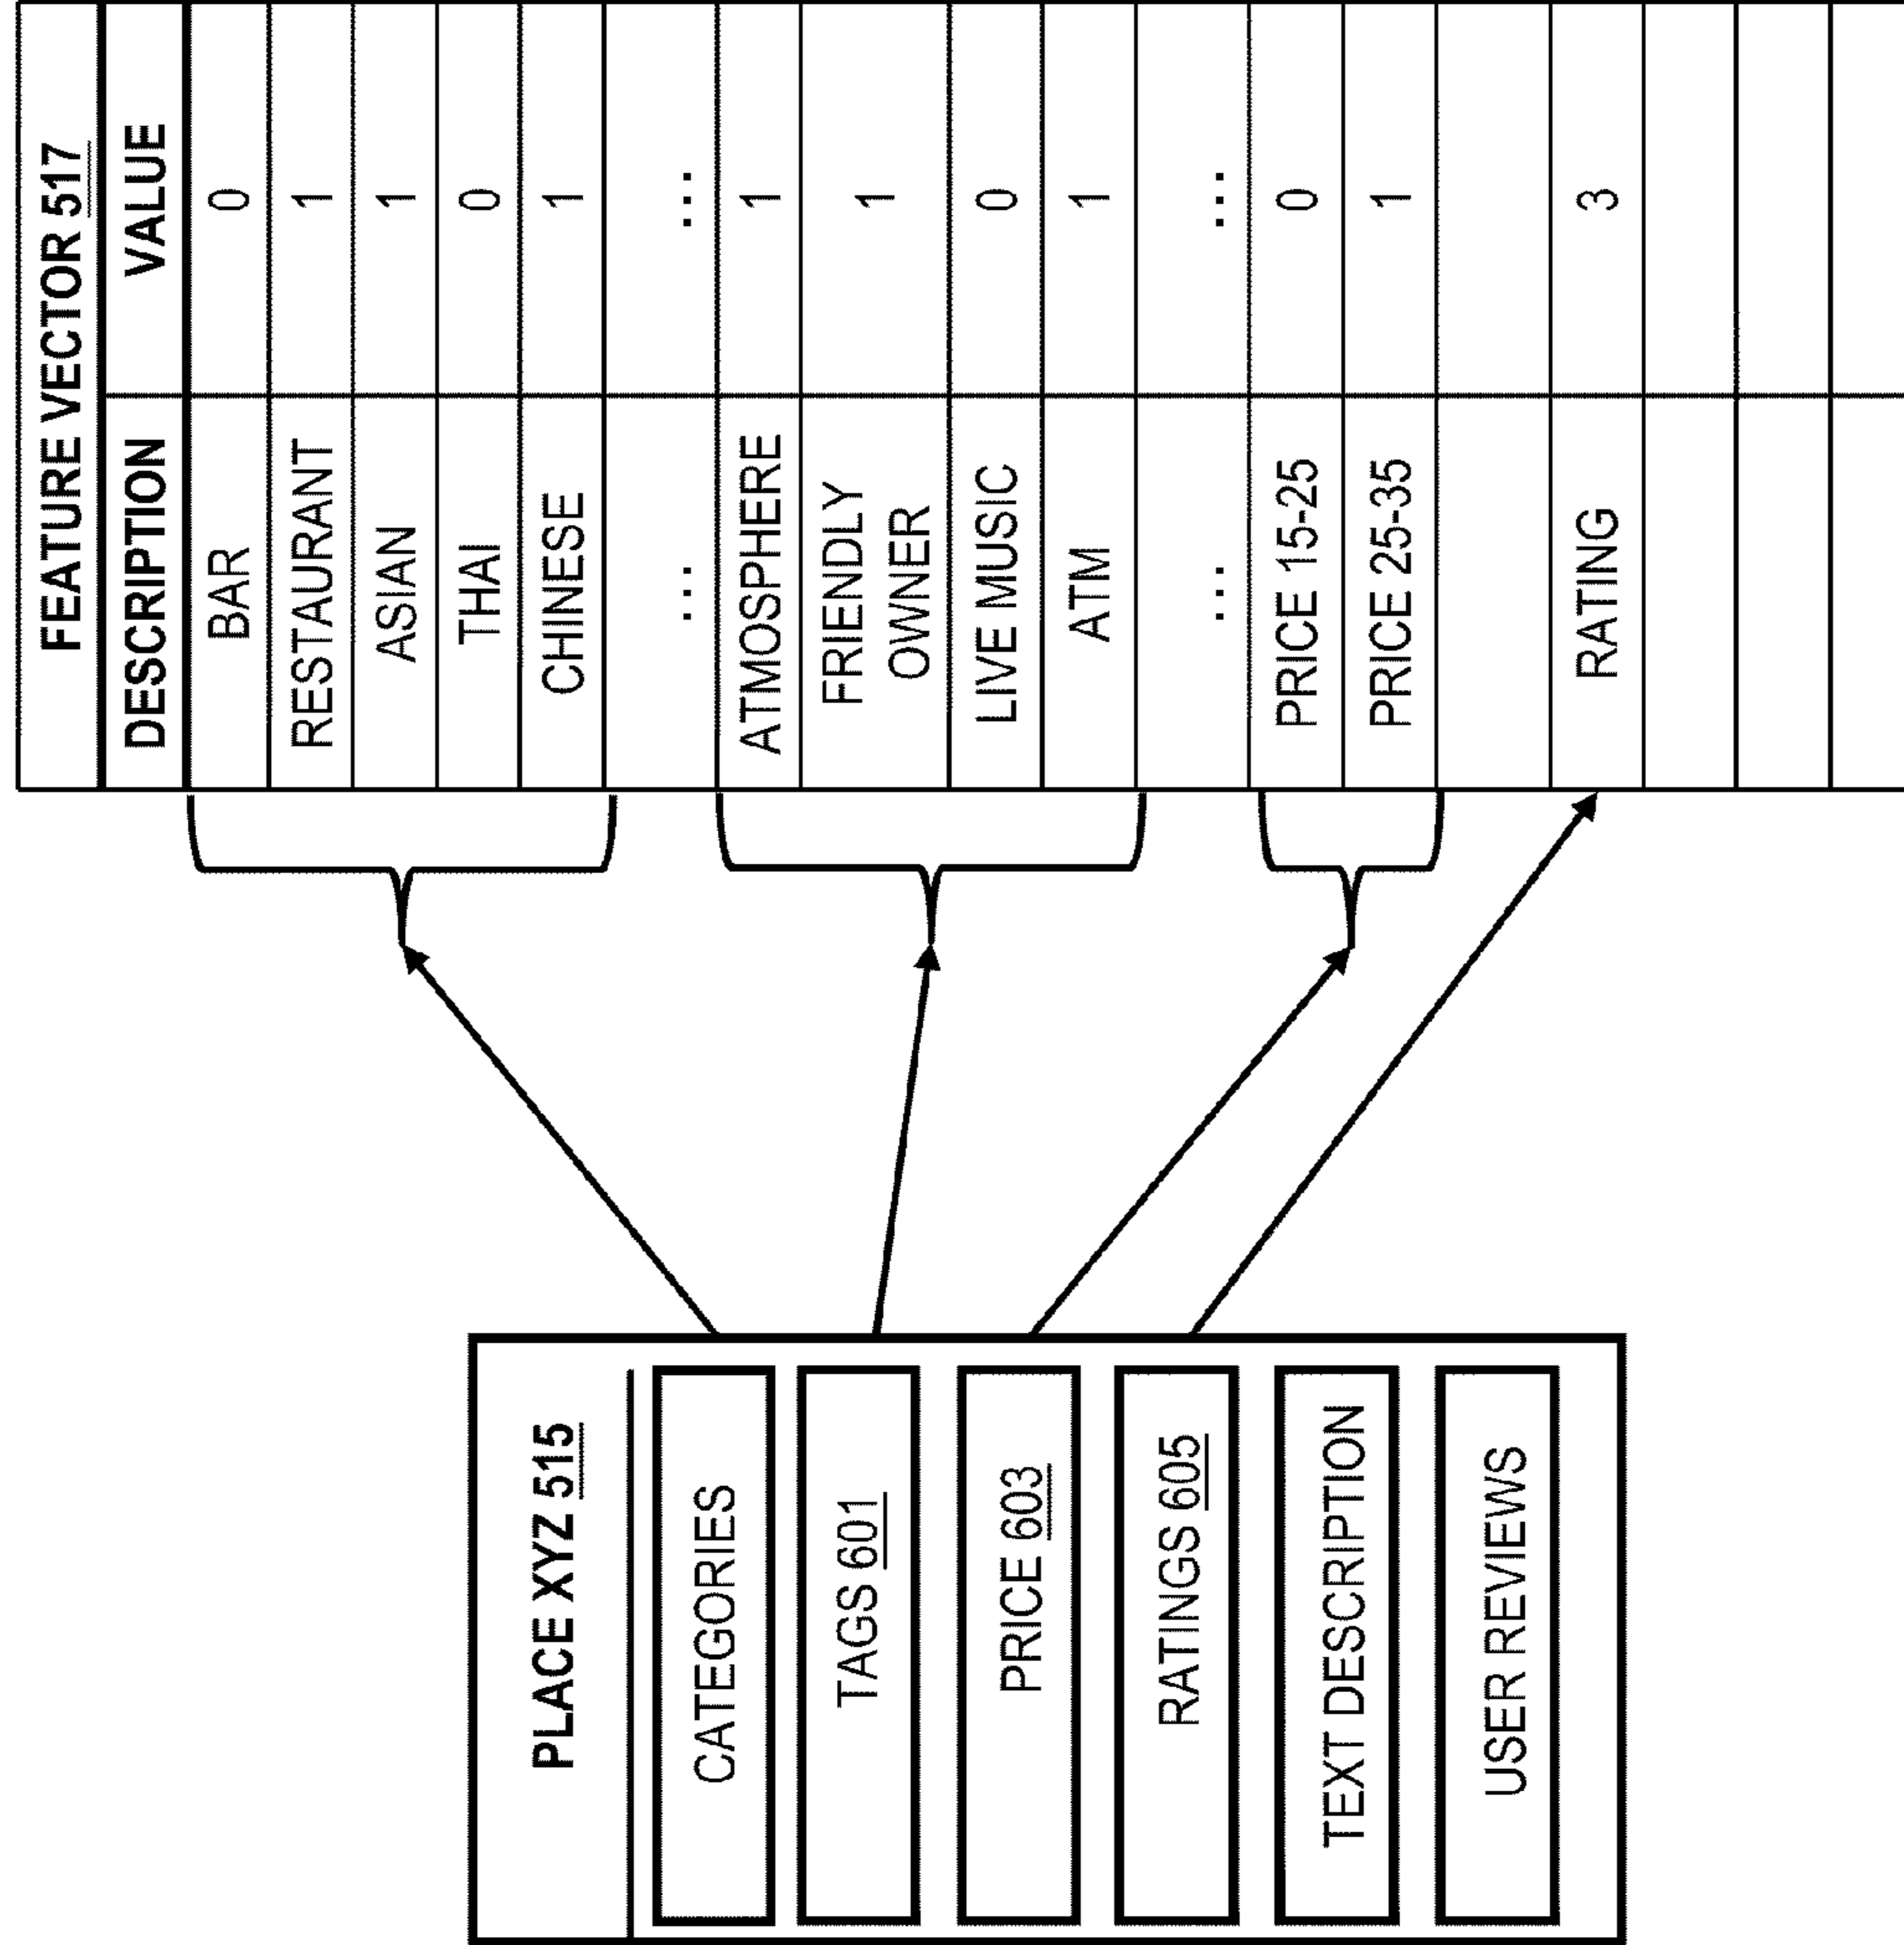 PLACE XYZ 515
CATEGORIES
TAGS 601
PRICE 603
RATINGS 605
TEXT DESCRIPTION
USER REVIEWS
FEATURE VECTOR 517
DESCRIPTION VALUE
BAR 0
RESTAURANT 1
ASIAN 1
THAI 0
CHINESE 1
... ...
ATMOSPHERE 1
FRIENDLY
OWNER 1
LIVE MUSIC 0
ATM 1
... ...
PRICE 15-25 0
PRICE 25-35 1
RATING 3